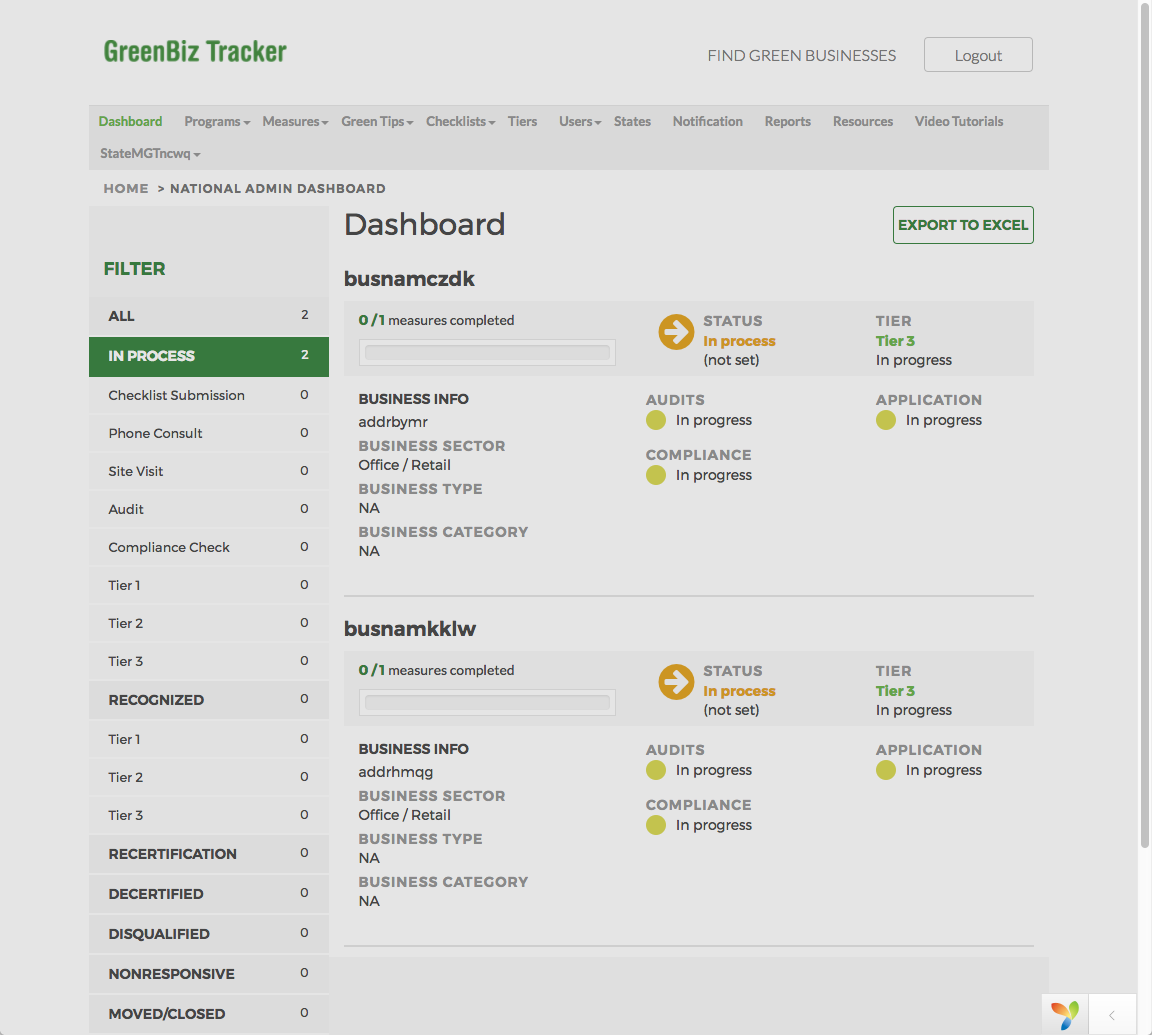 GreenBiz Tracker
FIND GREEN BUSINESSES
Logout
Dashboard Programs Measures Green Tips Checklists Tiers Users States Notification Reports Resources Video Tutorials
StateMGTncwq
HOME > NATIONAL ADMIN DASHBOARD
FILTER
ALL 2
IN PROCESS 2
Checklist Submission 0
Phone Consult 0
Site Visit 0
Audit 0
Compliance Check 0
Tier 1 0
Tier 2 0
Tier 3 0
RECOGNIZED 0
Tier 1 0
Tier 2 0
Tier 3 0
RECERTIFICATION 0
DECERTIFIED 0
DISQUALIFIED 0
NONRESPONSIVE 0
MOVED/CLOSED 0
Dashboard
EXPORT TO EXCEL
busnamczdk
0 / 1 measures completed
STATUS
In process
(not set)
TIER
Tier 3
In progress
BUSINESS INFO
addrbymr
BUSINESS SECTOR
Office / Retail
BUSINESS TYPE
NA
BUSINESS CATEGORY
NA
AUDITS
In progress
COMPLIANCE
In progress
APPLICATION
In progress
busnamkklw
0 / 1 measures completed
STATUS
In process
(not set)
TIER
Tier 3
In progress
BUSINESS INFO
addrhmqg
BUSINESS SECTOR
Office / Retail
BUSINESS TYPE
NA
BUSINESS CATEGORY
NA
AUDITS
In progress
COMPLIANCE
In progress
APPLICATION
In progress